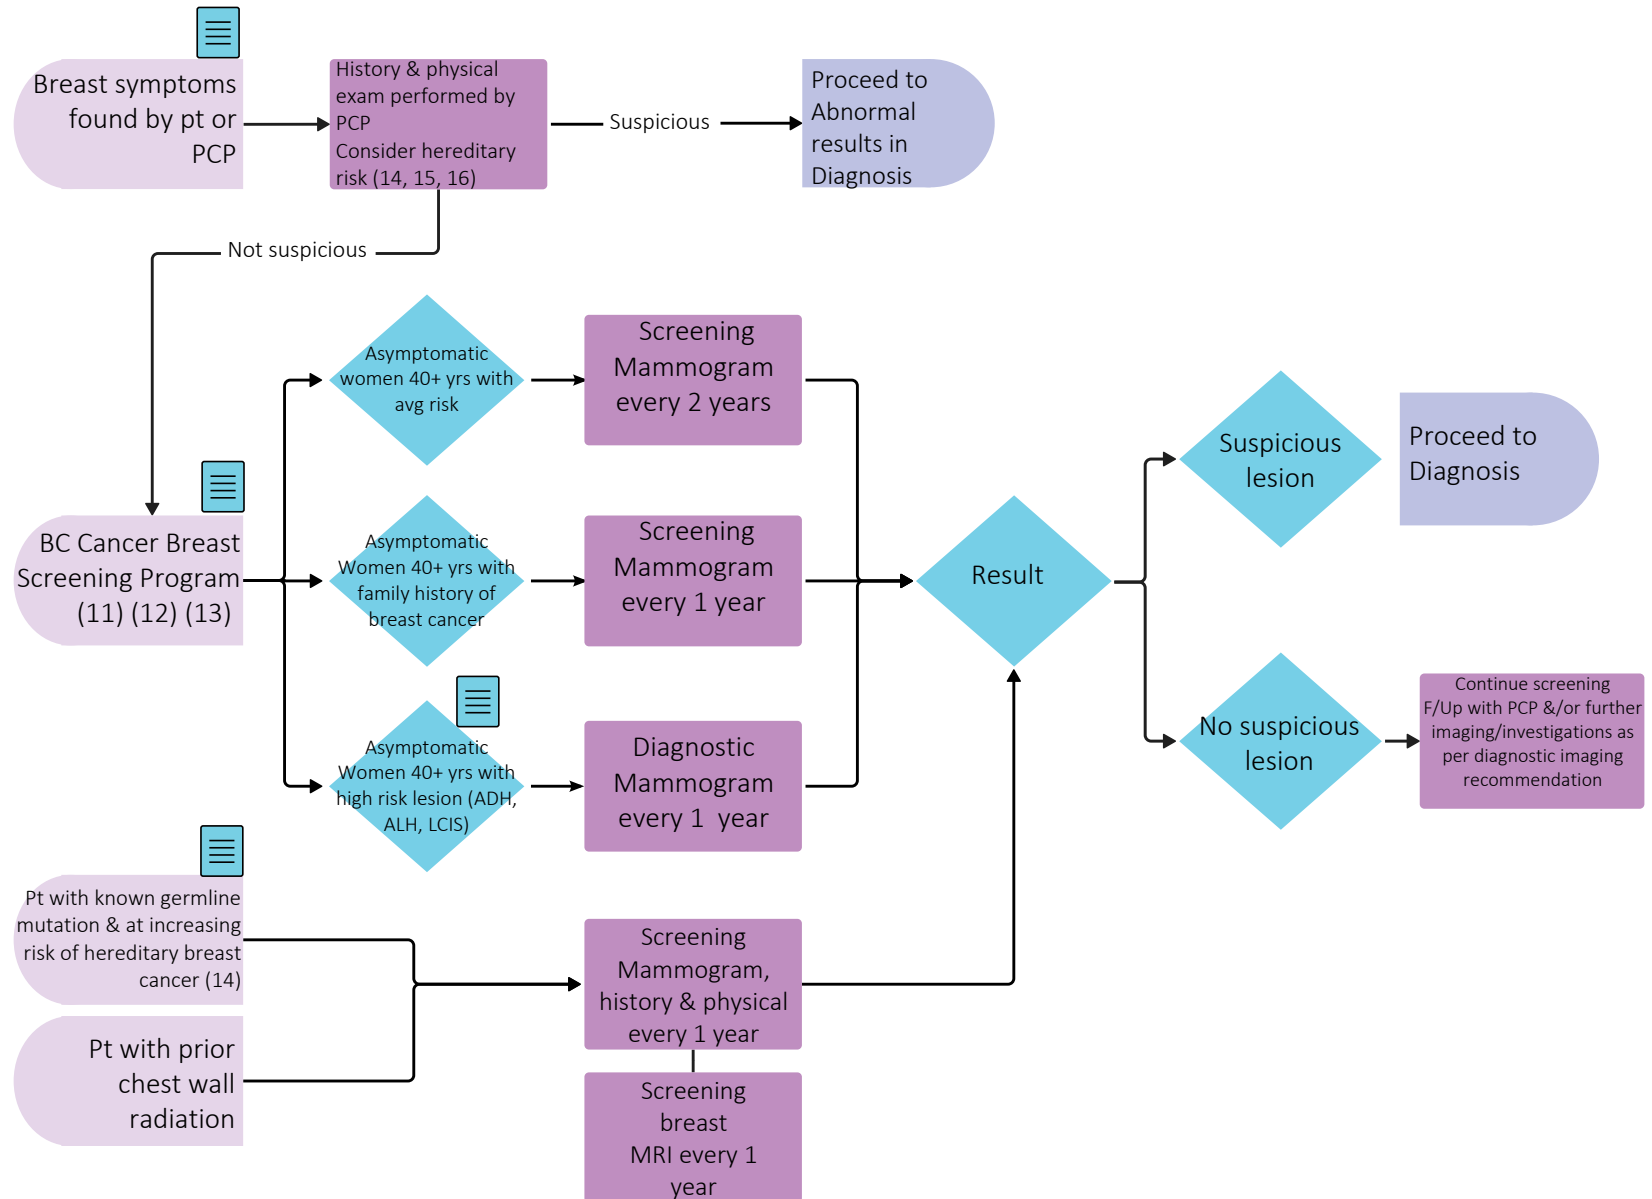 Breast symptoms
found by pt or
PCP
History & physical
exam performed by
PCP
Consider hereditary
risk (14, 15, 16)
Suspicious
Proceed to
Abnormal
results in
Diagnosis
Not suspicious
Asymptomatic
women 40+ yrs with
avg risk
Screening
Mammogram
every 2 years
BC Cancer Breast
Screening Program
(11) (12) (13)
Asymptomatic
Women 40+ yrs with
family history of
breast cancer
Screening
Mammogram
every 1 year
Asymptomatic
Women 40+ yrs with
high risk lesion (ADH,
ALH, LCIS)
Diagnostic
Mammogram
every 1 year
Result
Suspicious
lesion
Proceed to
Diagnosis
No suspicious
lesion
Continue screening
F/Up with PCP &/or further
imaging/investigations as
per diagnostic imaging
recommendation
Pt with known germline
mutation & at increasing
risk of hereditary breast
cancer (14)
Pt with prior
chest wall
radiation
Screening
Mammogram,
history & physical
every 1 year
Screening
breast
MRI every 1
year